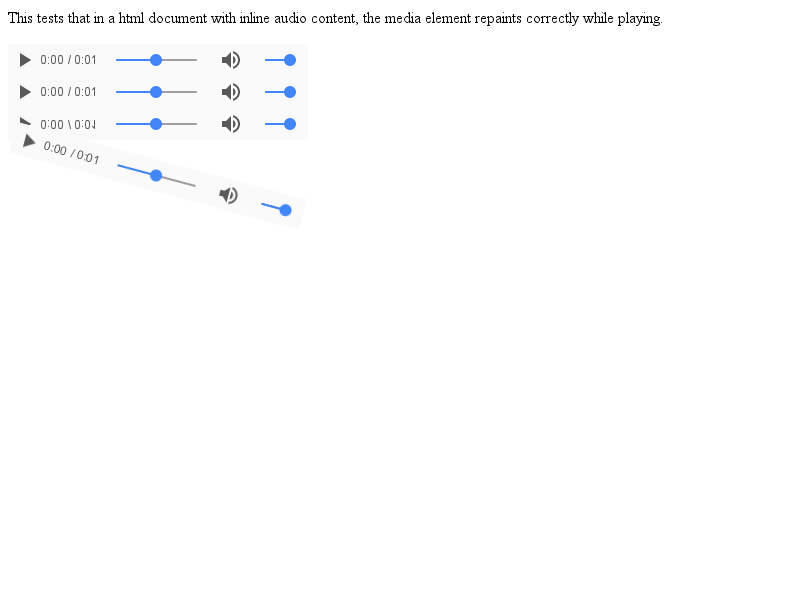 This tests that in a html document with inline audio content, the media element repaints correctly while playing.
0:00 / 0:01
0:00 / 0:01
0:00 \ 0:01
0:00 / 0:01